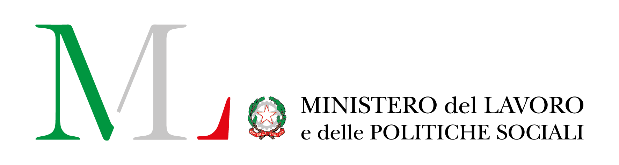 ML
MINISTERO del LAVORO
e delle POLITICHE SOCIALI